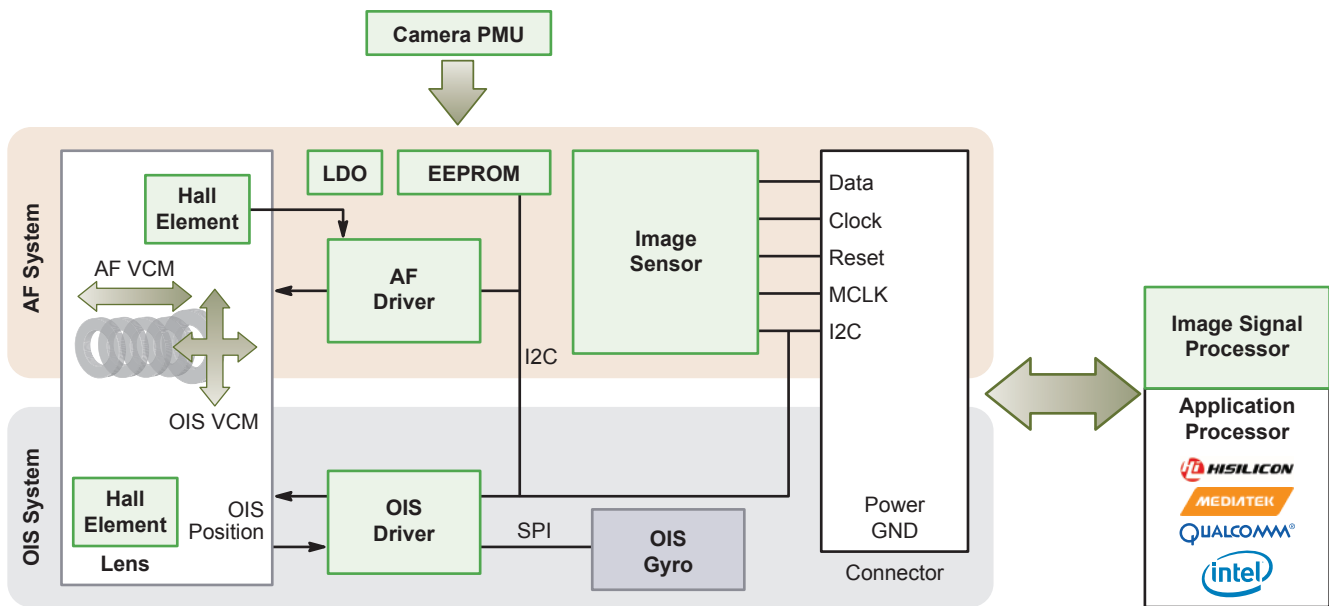 Camera PMU
AF System
Hall
Element
LDO
EEPROM
AF
Driver
AF VCM
OIS VCM
I2C
Image
Sensor
Data
Clock
Reset
MCLK
I2C
Power
GND
Connector
OIS System
Hall
Element
Lens
OIS
Position
OIS
Driver
SPI
OIS
Gyro
Image Signal
Processor
Application
Processor
Hi HISILICON
MEDIATEK
QUALCOMM®
intel